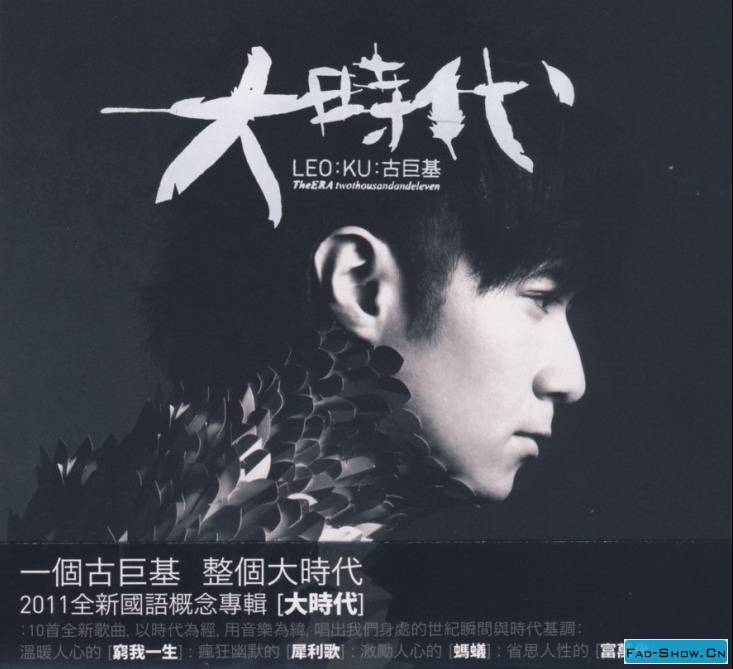 大時代
LEO:KU:古巨基
TheERA twothousandandeleven
一個古巨基 整個大時代
2011全新國語概念專輯 [大時代]
:10首全新歌曲, 以時代為經, 用音樂為緯, 唱出我們身處的世紀瞬間與時代基調:
溫暖人心的 [窮我一生] : 瘋狂幽默的 [犀利歌] : 激勵人心的 [螞蟻] : 省思人性的 [富萬
Fad-Show.Cn